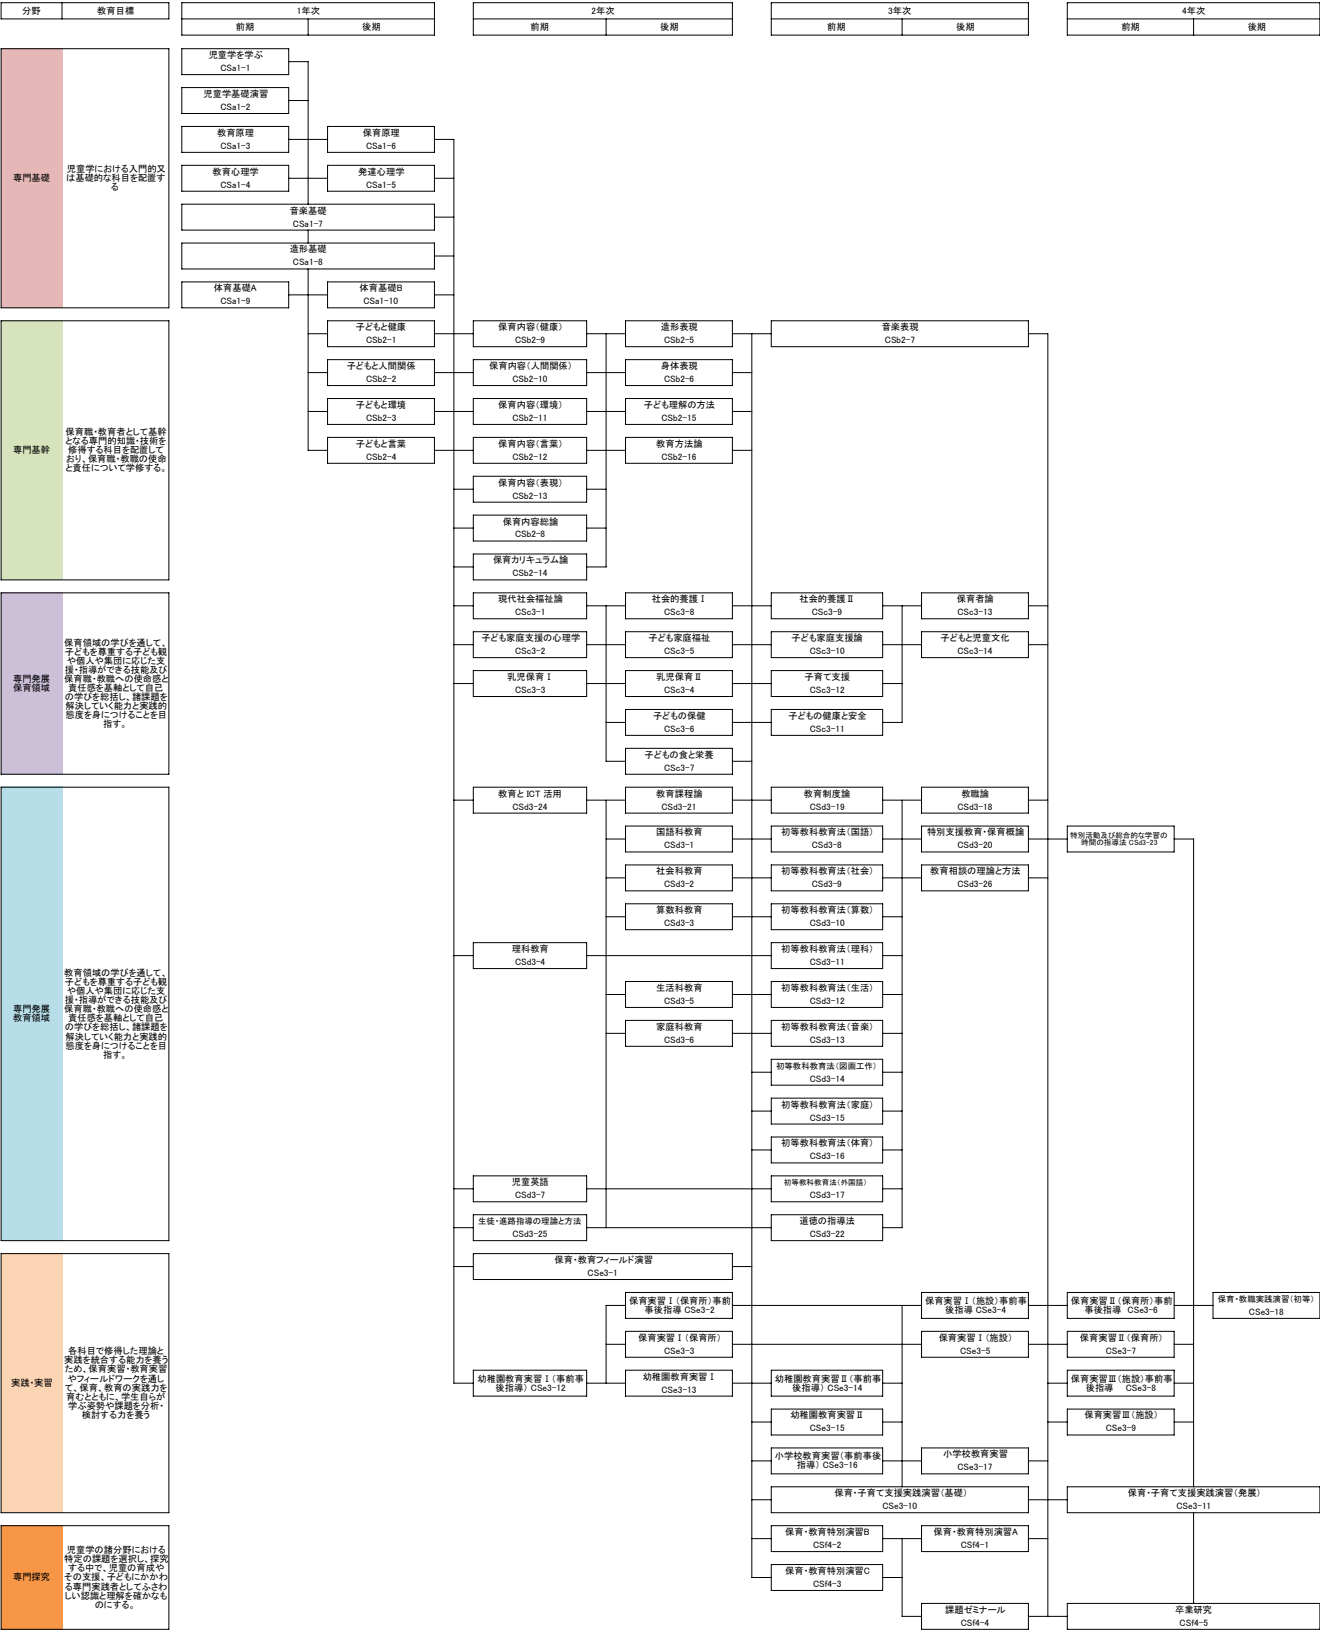 分野 教育目標 1年次 2年次 3年次 4年次
前期 後期 前期 後期 前期 後期 前期 後期
専門基礎
児童学における入門的又
は基礎的な科目を配置す
る
児童学を学ぶ
CSa1-1
児童学基礎演習
CSa1-2
教育原理
CSa1-3
保育原理
CSa1-6
教育心理学
CSa1-4
発達心理学
CSa1-5
音楽基礎
CSa1-7
造形基礎
CSa1-8
体育基礎A
CSa1-9
体育基礎B
CSa1-10
専門基幹
保育職・教育者として基幹
となる専門的知識・技術を
修得する科目を配置して
おり、保育職・教職の使命
と責任について学修する。
子どもと健康
CSb2-1
保育内容(健康)
CSb2-9
造形表現
CSb2-5
音楽表現
CSb2-7
子どもと人間関係
CSb2-2
保育内容(人間関係)
CSb2-10
身体表現
CSb2-6
子どもと環境
CSb2-3
保育内容(環境)
CSb2-11
子ども理解の方法
CSb2-15
子どもと言葉
CSb2-4
保育内容(言葉)
CSb2-12
教育方法論
CSb2-16
保育内容(表現)
CSb2-13
保育内容総論
CSb2-8
保育カリキュラム論
CSb2-14
専門発展
保育領域
保育領域の学びを通して、
子どもを尊重する子ども観
や個人や集団に応じた支
援・指導ができる技能及び
保育職・教職への使命感と
責任感を基軸として自己
の学びを総括し、諸課題を
解決していく能力と実践的
態度を身につけることを目
指す。
現代社会福祉論
CSc3-1
社会的養護Ⅰ
CSc3-8
社会的養護Ⅱ
CSc3-9
保育者論
CSc3-13
子ども家庭支援の心理学
CSc3-2
子ども家庭福祉
CSc3-5
子ども家庭支援論
CSc3-10
子どもと児童文化
CSc3-14
乳児保育Ⅰ
CSc3-3
乳児保育Ⅱ
CSc3-4
子育て支援
CSc3-12
子どもの保健
CSc3-6
子どもの健康と安全
CSc3-11
子どもの食と栄養
CSc3-7
専門発展
教育領域
教育領域の学びを通して、
子どもを尊重する子ども観
や個人や集団に応じた支
援・指導ができる技能及び
保育職・教職への使命感と
責任感を基軸として自己
の学びを総括し、諸課題を
解決していく能力と実践的
態度を身につけることを目
指す。
教育とICT 活用
CSd3-24
教育課程論
CSd3-21
教育制度論
CSd3-19
教職論
CSd3-18
国語科教育
CSd3-1
初等教科教育法(国語)
CSd3-8
特別支援教育・保育概論
CSd3-20
特別活動及び総合的な学習の
時間の指導法 CSd3-23
社会科教育
CSd3-2
初等教科教育法(社会)
CSd3-9
教育相談の理論と方法
CSd3-26
算数科教育
CSd3-3
初等教科教育法(算数)
CSd3-10
理科教育
CSd3-4
初等教科教育法(理科)
CSd3-11
生活科教育
CSd3-5
初等教科教育法(生活)
CSd3-12
家庭科教育
CSd3-6
初等教科教育法(音楽)
CSd3-13
初等教科教育法(図画工作)
CSd3-14
初等教科教育法(家庭)
CSd3-15
初等教科教育法(体育)
CSd3-16
児童英語
CSd3-7
初等教科教育法(外国語)
CSd3-17
生徒・進路指導の理論と方法
CSd3-25
道徳の指導法
CSd3-22
実践・実習
各科目で修得した理論と
実践を統合する能力を養う
ため、保育実習・教育実習
やフィールドワークを通し
て、保育、教育の実践力を
育むとともに、学生自らが
学ぶ姿勢や課題を分析・
検討する力を養う
保育・教育フィールド演習
CSe3-1
保育実習Ⅰ(保育所)事前
事後指導 CSe3-2
保育実習Ⅰ(施設)事前事
後指導 CSe3-4
保育実習Ⅱ(保育所)事前
事後指導 CSe3-6
保育・教職実践演習(初等)
CSe3-18
保育実習Ⅰ(保育所)
CSe3-3
保育実習Ⅰ(施設)
CSe3-5
保育実習Ⅱ(保育所)
CSe3-7
幼稚園教育実習Ⅰ(事前事
後指導) CSe3-12
幼稚園教育実習Ⅰ
CSe3-13
幼稚園教育実習Ⅱ(事前事
後指導) CSe3-14
保育実習Ⅲ(施設)事前事
後指導 CSe3-8
幼稚園教育実習Ⅱ
CSe3-15
保育実習Ⅲ(施設)
CSe3-9
小学校教育実習(事前事後
指導) CSe3-16
小学校教育実習
CSe3-17
保育・子育て支援実践演習(基礎)
CSe3-10
保育・子育て支援実践演習(発展)
CSe3-11
専門探究
児童学の諸分野における
特定の課題を選択し、探究
する中で、児童の育成や
その支援、子どもにかかわ
る専門実践者としてふさわ
しい認識と理解を確かなも
のにする。
保育・教育特別演習B
CSf4-2
保育・教育特別演習A
CSf4-1
保育・教育特別演習C
CSf4-3
課題ゼミナール
CSf4-4
卒業研究
CSf4-5